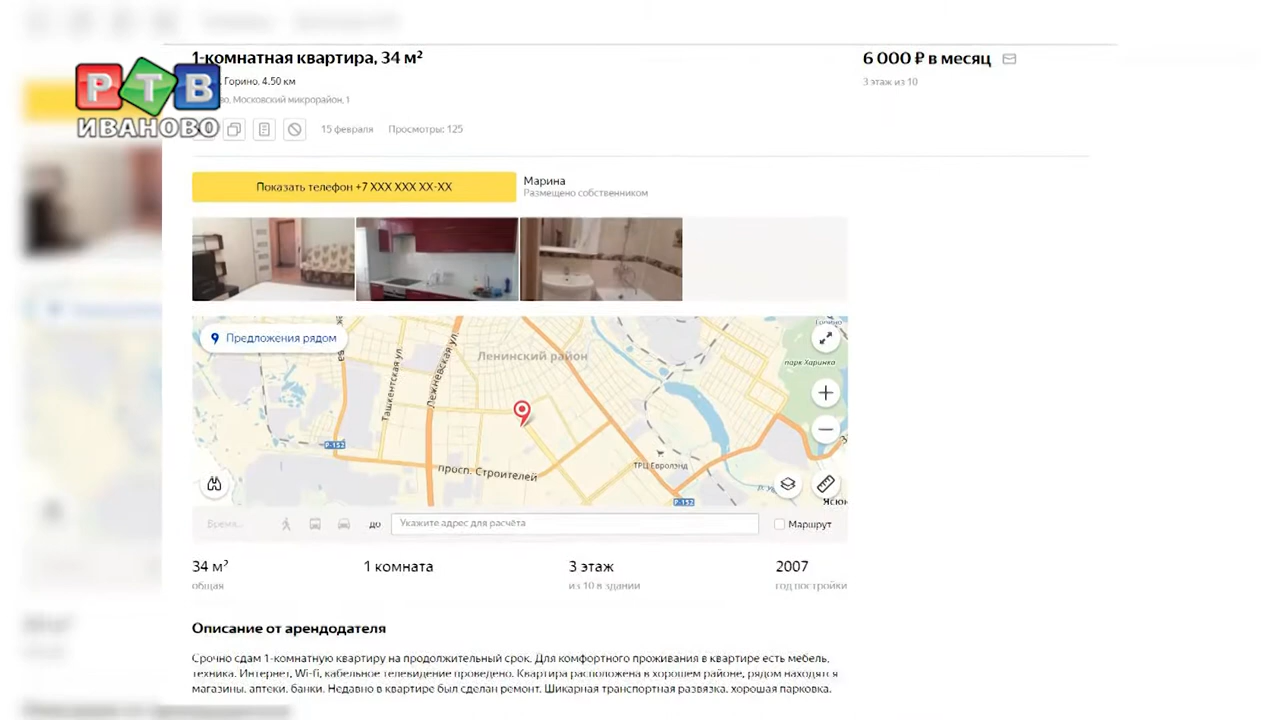 1-комнатная квартира, 34 м²
6 000 ₽ в месяц
Горино, 4.50 км
3 этаж из 10
Московский микрорайон, 1
РТВ
ИВАНОВО
15 февраля
Просмотры: 125
Показать телефон +7 XXX XXX XX-XX
Марина
Размещено собственником
Предложения рядом
Ленинский район
парк Харинка
Ташкентская ул.
Лежневская ул.
Р-152
просп. Строителей
ТРЦ Евролэнд
Р-152
Время...
до
Укажите адрес для расчёта
Маршрут
34 м²
1 комната
3 этаж
2007
общая
из 10 в здании
год постройки
Описание от арендодателя
Срочно сдам 1-комнатную квартиру на продолжительный срок. Для комфортного проживания в квартире есть мебель,
техника. Интернет, Wi-fi, кабельное телевидение проведено. Квартира расположена в хорошем районе, рядом находятся
магазины, аптеки, банки. Недавно в квартире был сделан ремонт. Шикарная транспортная развязка, хорошая парковка.